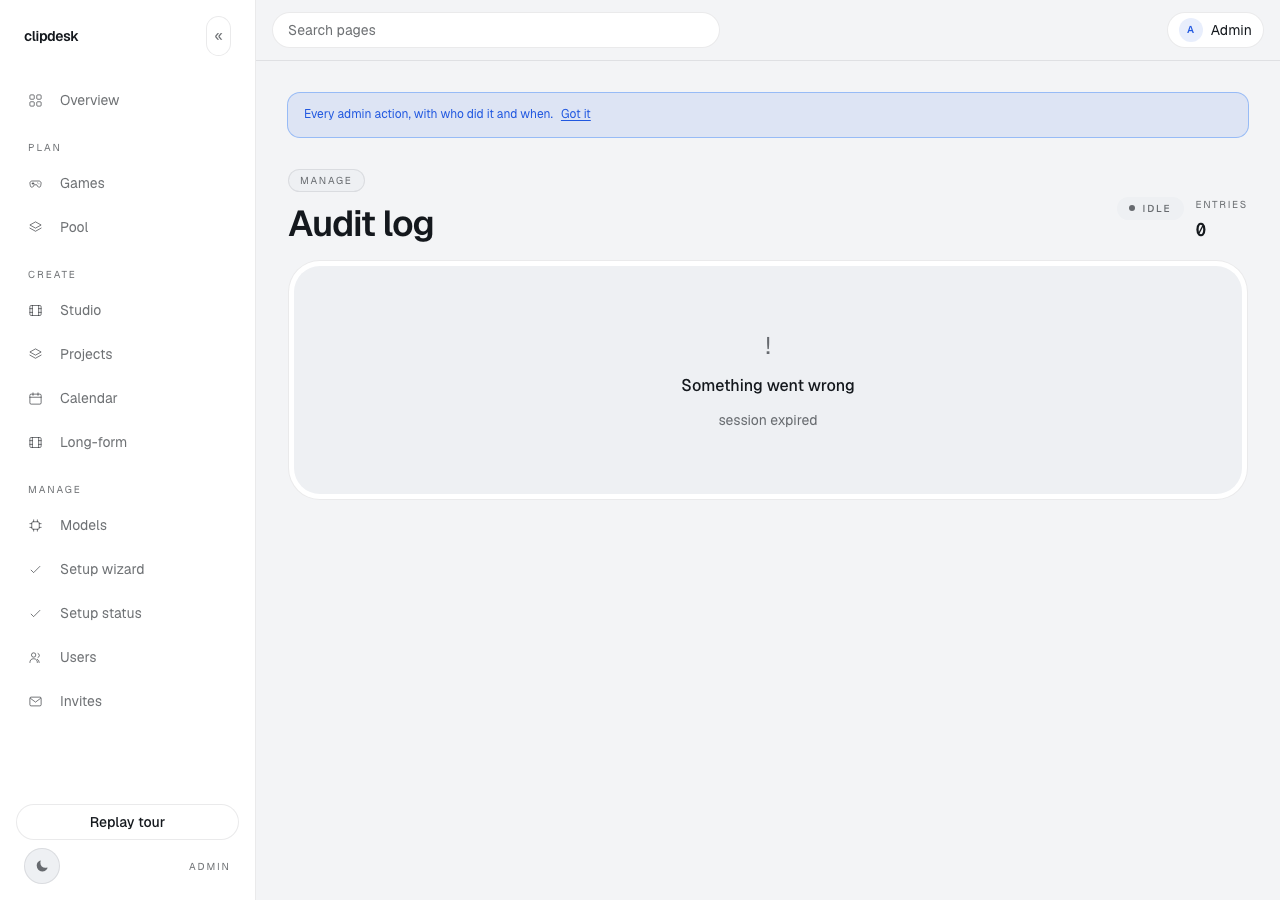 clipdesk
«
Search pages
A
Admin
Overview
PLAN
Games
Pool
CREATE
Studio
Projects
Calendar
Long-form
MANAGE
Models
Setup wizard
Setup status
Users
Invites
Replay tour
ADMIN
Every admin action, with who did it and when. Got it
MANAGE
Audit log
IDLE
ENTRIES
0
!
Something went wrong
session expired